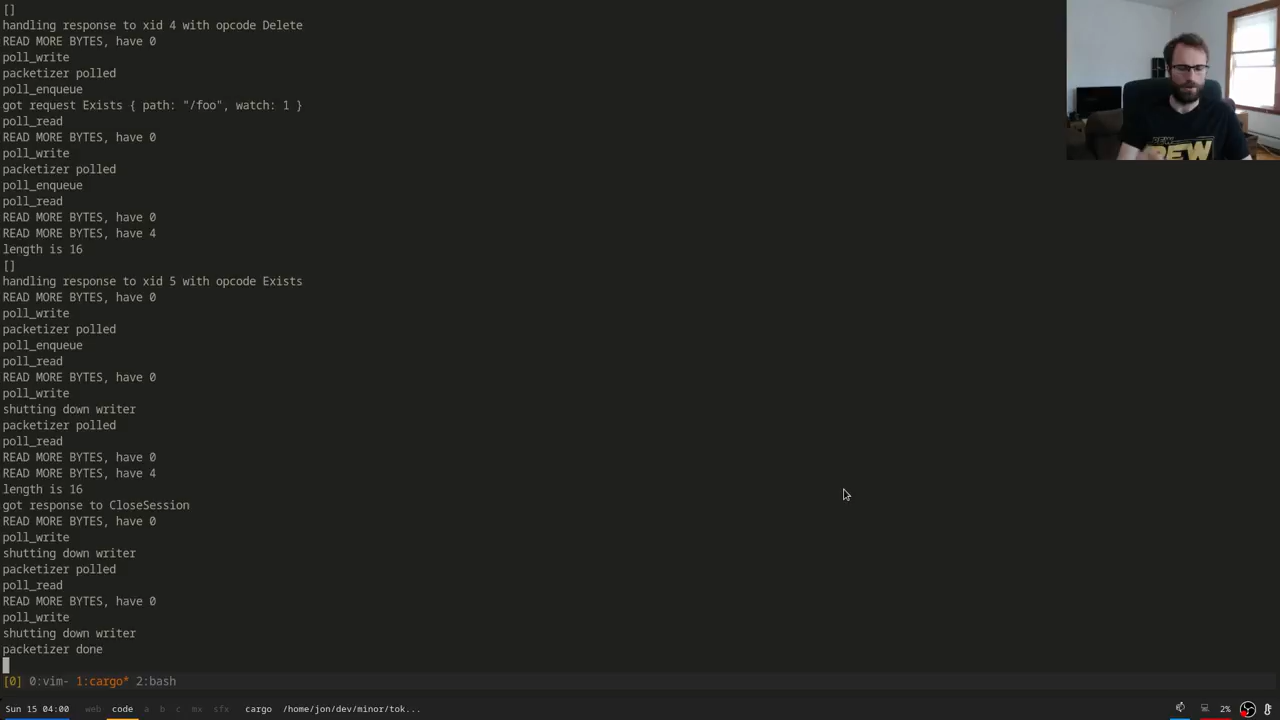 []
handling response to xid 4 with opcode Delete
READ MORE BYTES, have 0
poll_write
packetizer polled
poll_enqueue
got request Exists { path: "/foo", watch: 1 }
poll_read
READ MORE BYTES, have 0
poll_write
packetizer polled
poll_enqueue
poll_read
READ MORE BYTES, have 0
READ MORE BYTES, have 4
length is 16
[]
handling response to xid 5 with opcode Exists
READ MORE BYTES, have 0
poll_write
packetizer polled
poll_enqueue
poll_read
READ MORE BYTES, have 0
poll_write
shutting down writer
packetizer polled
poll_read
READ MORE BYTES, have 0
READ MORE BYTES, have 4
length is 16
got response to CloseSession
READ MORE BYTES, have 0
poll_write
shutting down writer
packetizer polled
poll_read
READ MORE BYTES, have 0
poll_write
shutting down writer
packetizer done
[0] 0:vim- 1:cargo* 2:bash
Sun 15 04:00 web code a b c mx sfx cargo /home/jon/dev/minor/tok... 2%